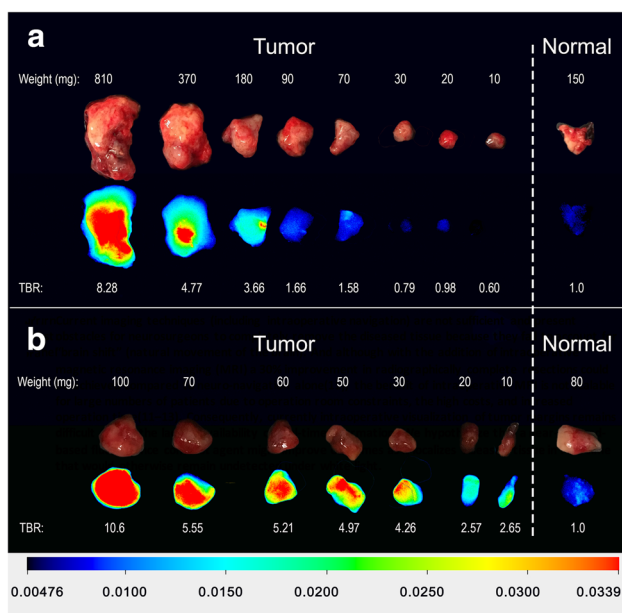 a
Tumor Normal
Weight (mg): 810 370 180 90 70 30 20 10 150
TBR: 8.28 4.77 3.66 1.66 1.58 0.79 0.98 0.60 1.0
b
Tumor Normal
Weight (mg): 100 70 60 50 30 20 10 80
TBR: 10.6 5.55 5.21 4.97 4.26 2.57 2.65 1.0
0.00476 0.0100 0.0150 0.0200 0.0250 0.0300 0.0339